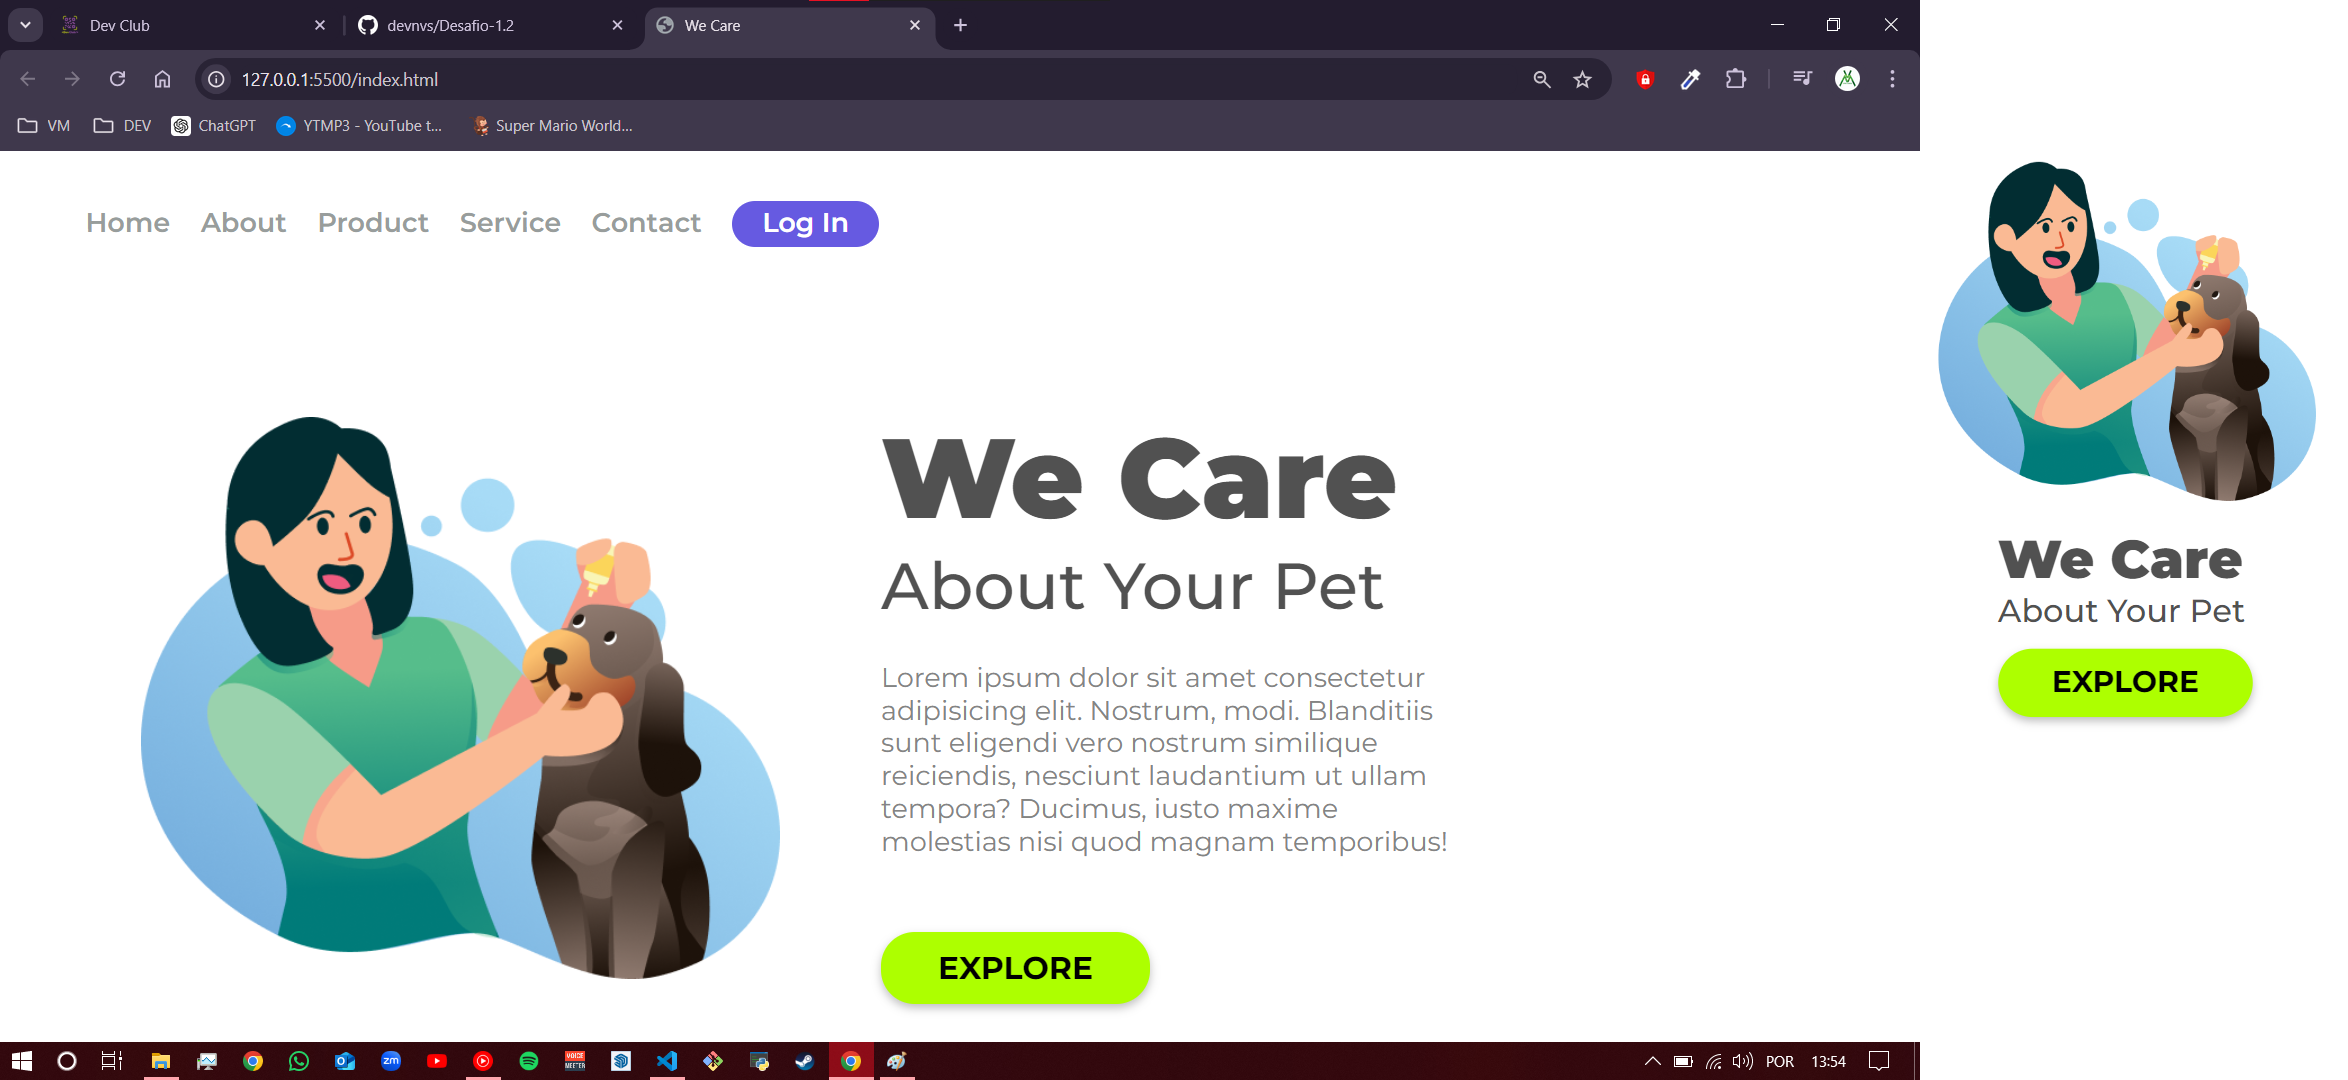 Dev Club
devnvs/Desafio-1.2
We Care
127.0.0.1:5500/index.html
VM
DEV
ChatGPT
YTMP3 - YouTube t...
Super Mario World...
Home
About
Product
Service
Contact
Log In
We Care
About Your Pet
Lorem ipsum dolor sit amet consectetur
adipisicing elit. Nostrum, modi. Blanditiis
sunt eligendi vero nostrum similique
reiciendis, nesciunt laudantium ut ullam
tempora? Ducimus, iusto maxime
molestias nisi quod magnam temporibus!
EXPLORE
We Care
About Your Pet
EXPLORE
zm
VOICE
MEETER
POR
13:54